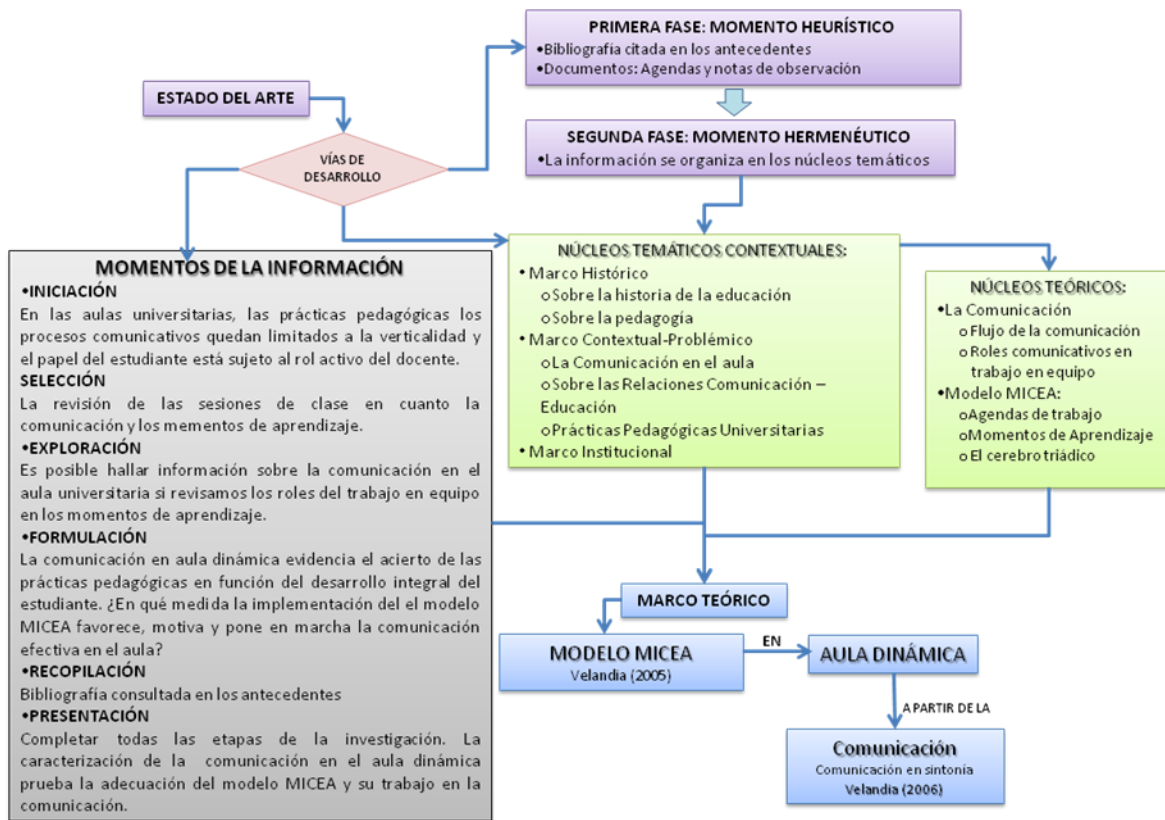 PRIMERA FASE: MOMENTO HEURÍSTICO
•Bibliografía citada en los antecedentes
•Documentos: Agendas y notas de observación
ESTADO DEL ARTE
SEGUNDA FASE: MOMENTO HERMENÉUTICO
•La información se organiza en los núcleos temáticos
VÍAS DE
DESARROLLO
MOMENTOS DE LA INFORMACIÓN
•INICIACIÓN
En las aulas universitarias, las prácticas pedagógicas los
procesos comunicativos quedan limitados a la verticalidad y
el papel del estudiante está sujeto al rol activo del docente.
SELECCIÓN
La revisión de las sesiones de clase en cuanto la
comunicación y los mementos de aprendizaje.
•EXPLORACIÓN
Es posible hallar información sobre la comunicación en el
aula universitaria si revisamos los roles del trabajo en equipo
en los momentos de aprendizaje.
•FORMULACIÓN
La comunicación en aula dinámica evidencia el acierto de las
prácticas pedagógicas en función del desarrollo integral del
estudiante. ¿En qué medida la implementación del el modelo
MICEA favorece, motiva y pone en marcha la comunicación
efectiva en el aula?
•RECOPILACIÓN
Bibliografía consultada en los antecedentes
•PRESENTACIÓN
Completar todas las etapas de la investigación. La
caracterización de la comunicación en el aula dinámica
prueba la adecuación del modelo MICEA y su trabajo en la
comunicación.
NÚCLEOS TEMÁTICOS CONTEXTUALES:
• Marco Histórico
o Sobre la historia de la educación
o Sobre la pedagogía
• Marco Contextual-Problémico
o La Comunicación en el aula
o Sobre las Relaciones Comunicación –
Educación
o Prácticas Pedagógicas Universitarias
• Marco Institucional
NÚCLEOS TEÓRICOS:
•La Comunicación
o Flujo de la comunicación
o Roles comunicativos en
trabajo en equipo
•Modelo MICEA:
o Agendas de trabajo
o Momentos de Aprendizaje
o El cerebro triádico
MARCO TEÓRICO
MODELO MICEA
Velandia (2005)
EN
AULA DINÁMICA
A PARTIR DE LA
Comunicación
Comunicación en sintonía
Velandia (2006)